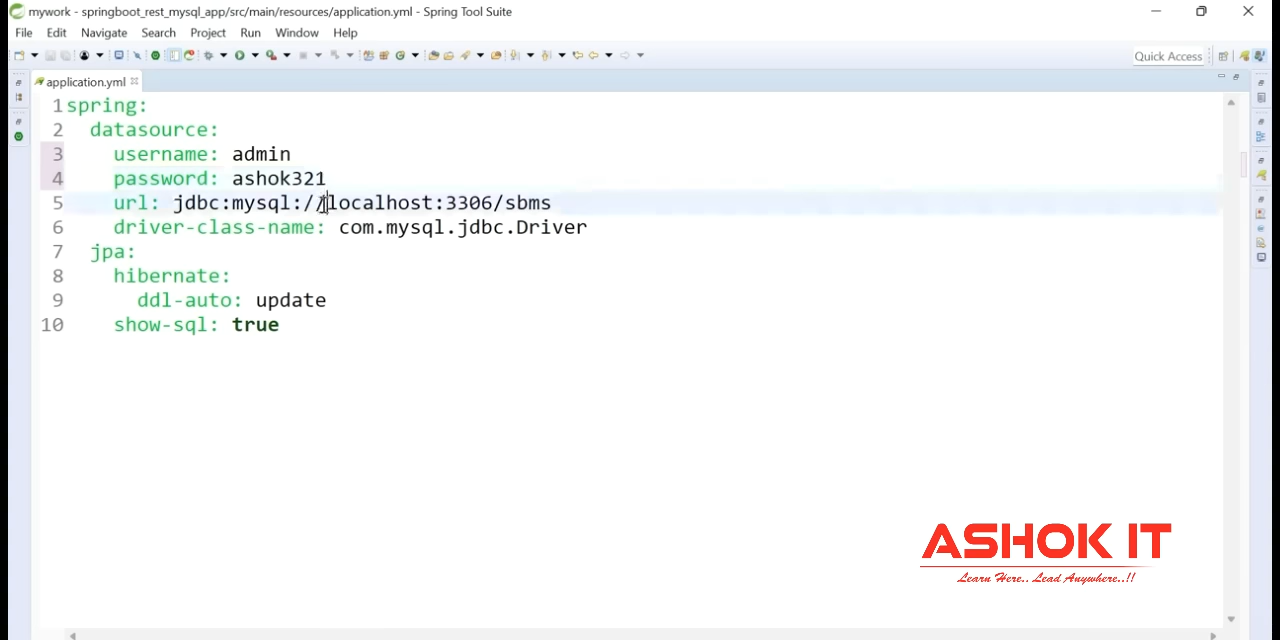 mywork - springboot_rest_mysql_app/src/main/resources/application.yml - Spring Tool Suite
File Edit Navigate Search Project Run Window Help
Quick Access
application.yml
1 spring:
2 datasource:
3 username: admin
4 password: ashok321
5 url: jdbc:mysql://localhost:3306/sbms
6 driver-class-name: com.mysql.jdbc.Driver
7 jpa:
8 hibernate:
9 ddl-auto: update
10 show-sql: true
ASHOK IT
Learn Here.. Lead Anywhere..!!